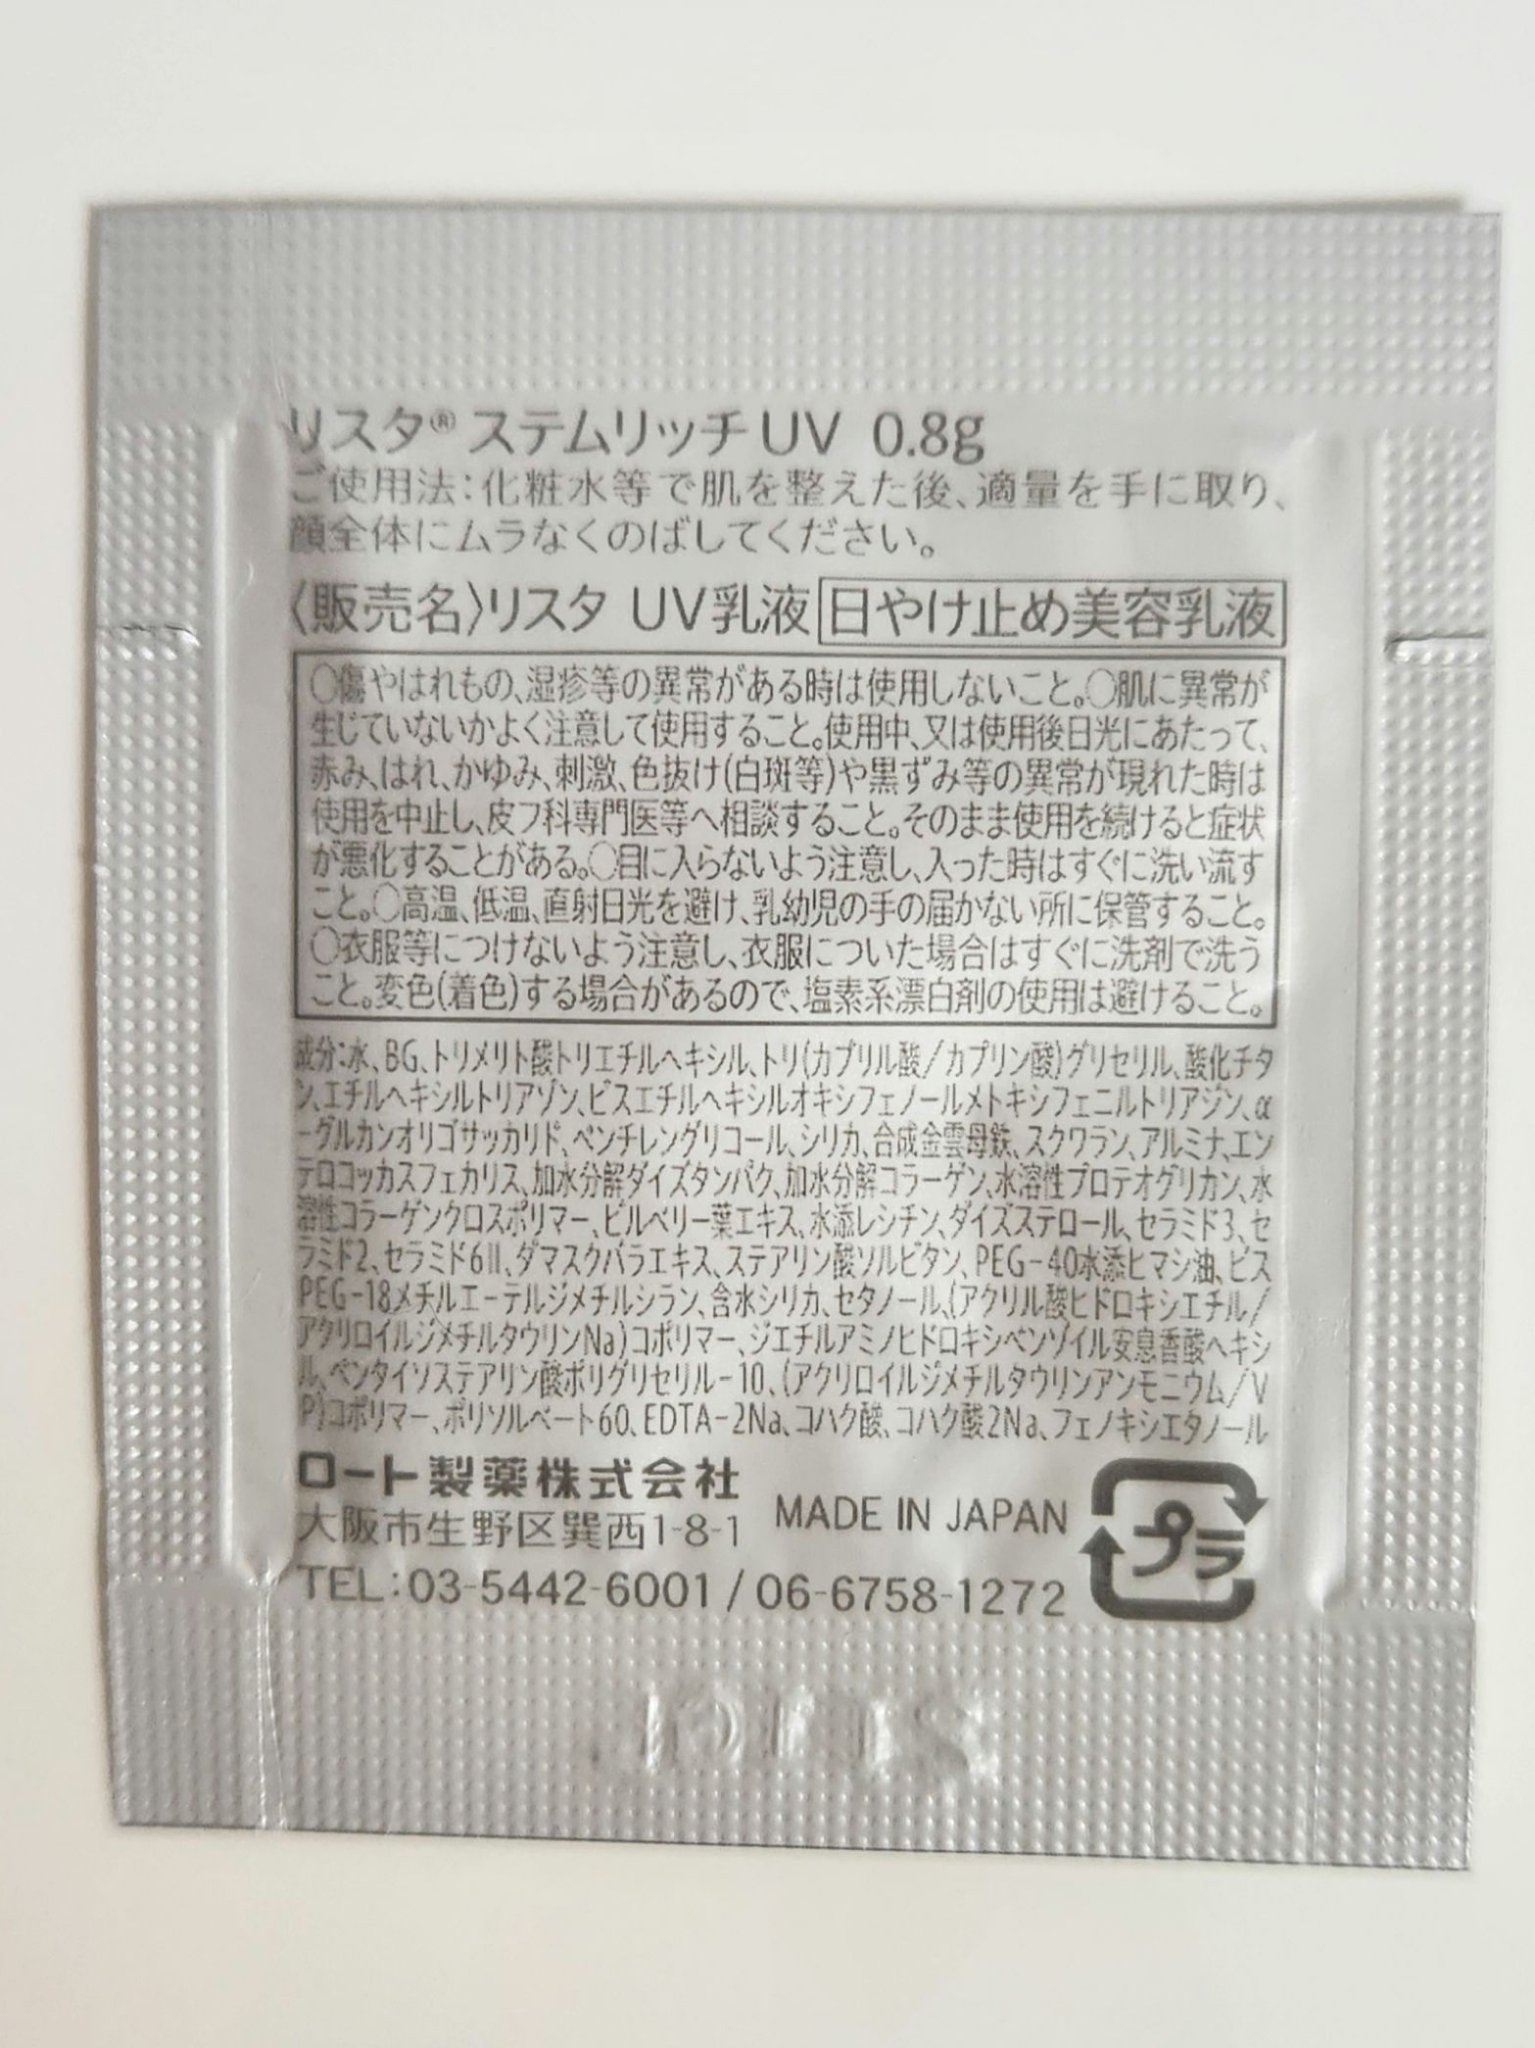 リスタ® ステムリッチUV 0.8g
ご使用法：化粧水等で肌を整えた後、適量を手に取り、
顔全体にムラなくのばしてください。
〈販売名〉リスタ UV乳液 日やけ止め美容乳液
○傷やはれもの、湿疹等の異常がある時は使用しないこと。○肌に異常が
生じていないかよく注意して使用すること。使用中、又は使用後日光にあたって、
赤み、はれ、かゆみ、刺激、色抜け(白斑等)や黒ずみ等の異常が現れた時は
使用を中止し、皮フ科専門医等へ相談すること。そのまま使用を続けると症状
が悪化することがある。○目に入らないよう注意し、入った時はすぐに洗い流す
こと。○高温、低温、直射日光を避け、乳幼児の手の届かない所に保管すること。
○衣服等につけないよう注意し、衣服についた場合はすぐに洗剤で洗う
こと。変色(着色)する場合があるので、塩素系漂白剤の使用は避けること。
成分：水、BG、トリメリト酸トリエチルヘキシル、トリ(カプリル酸/カプリン酸)グリセリル、酸化チタ
ン、エチルヘキシルトリアゾン、ビスエチルヘキシルオキシフェノールメトキシフェニルトリアジン、α
-グルカンオリゴサッカリド、ペンチレングリコール、シリカ、合成金雲母鉄、スクワラン、アルミナ、エン
テロコッカスフェカリス、加水分解ダイズタンパク、加水分解コラーゲン、水溶性プロテオグリカン、水
溶性コラーゲンクロスポリマー、ビルベリー葉エキス、水添レシチン、ダイズステロール、セラミド3、セ
ラミド2、セラミド6II、ダマスクバラエキス、ステアリン酸ソルビタン、PEG-40水添ヒマシ油、ビス
PEG-18メチルエーテルジメチルシラン、含水シリカ、セタノール、(アクリル酸ヒドロキシエチル/
アクリロイルジメチルタウリンNa)コポリマー、ジエチルアミノヒドロキシベンゾイル安息香酸ヘキシ
ル、ペンタイソステアリン酸ポリグリセリル-10、(アクリロイルジメチルタウリンアンモニウム/V
P)コポリマー、ポリソルベート60、EDTA-2Na、コハク酸、コハク酸2Na、フェノキシエタノール
ロート製薬株式会社
大阪市生野区巽西1-8-1
MADE IN JAPAN
プラ
TEL：03-5442-6001 / 06-6758-1272